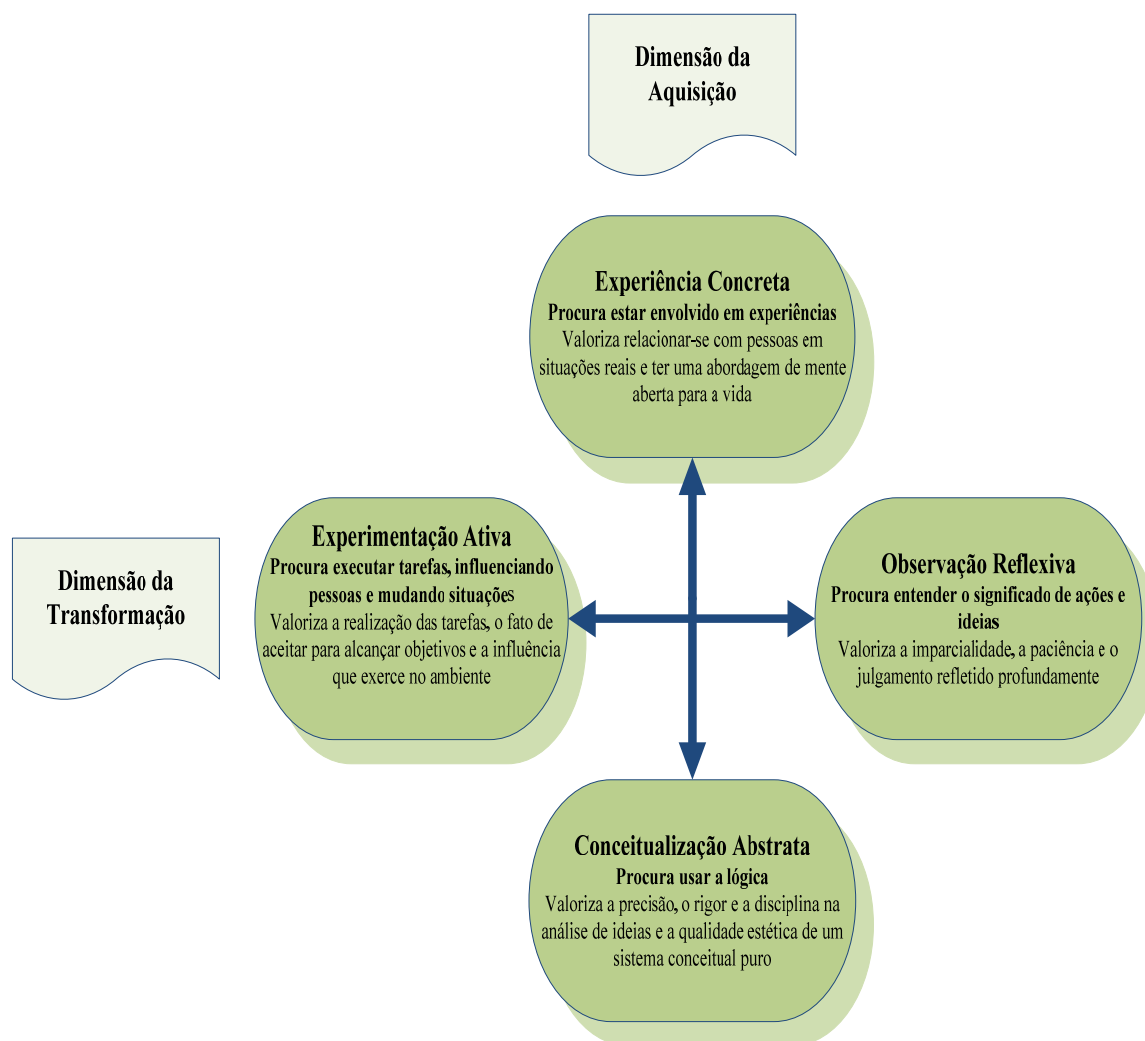 Dimensão da
Aquisição
Experiência Concreta
Procura estar envolvido em experiências
Valoriza relacionar-se com pessoas em
situações reais e ter uma abordagem de mente
aberta para a vida
Dimensão da
Transformação
Experimentação Ativa
Procura executar tarefas, influenciando
pessoas e mudando situações
Valoriza a realização das tarefas, o fato de
aceitar para alcançar objetivos e a influência
que exerce no ambiente
Observação Reflexiva
Procura entender o significado de ações e
ideias
Valoriza a imparcialidade, a paciência e o
julgamento refletido profundamente
Conceitualização Abstrata
Procura usar a lógica
Valoriza a precisão, o rigor e a disciplina na
análise de ideias e a qualidade estética de um
sistema conceitual puro